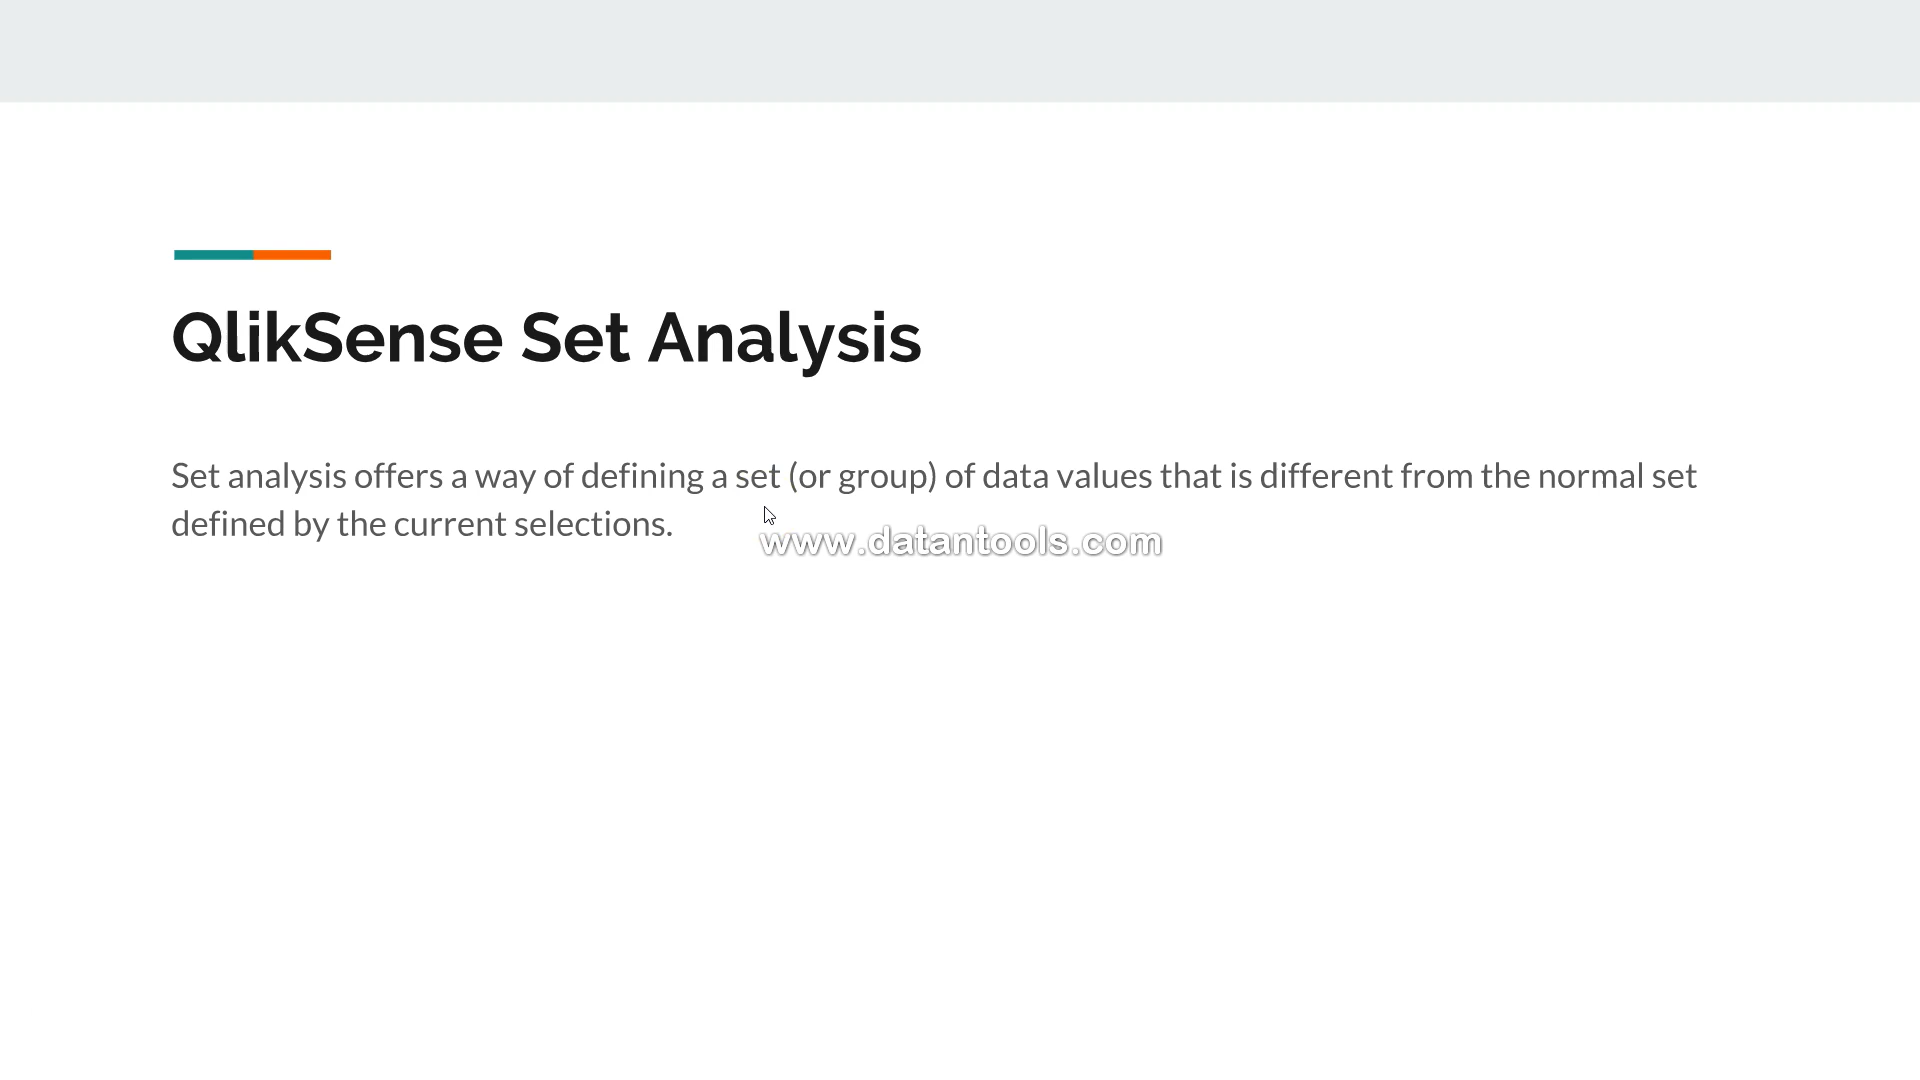 QlikSense Set Analysis
Set analysis offers a way of defining a set (or group) of data values that is different from the normal set
defined by the current selections.
www.datantools.com